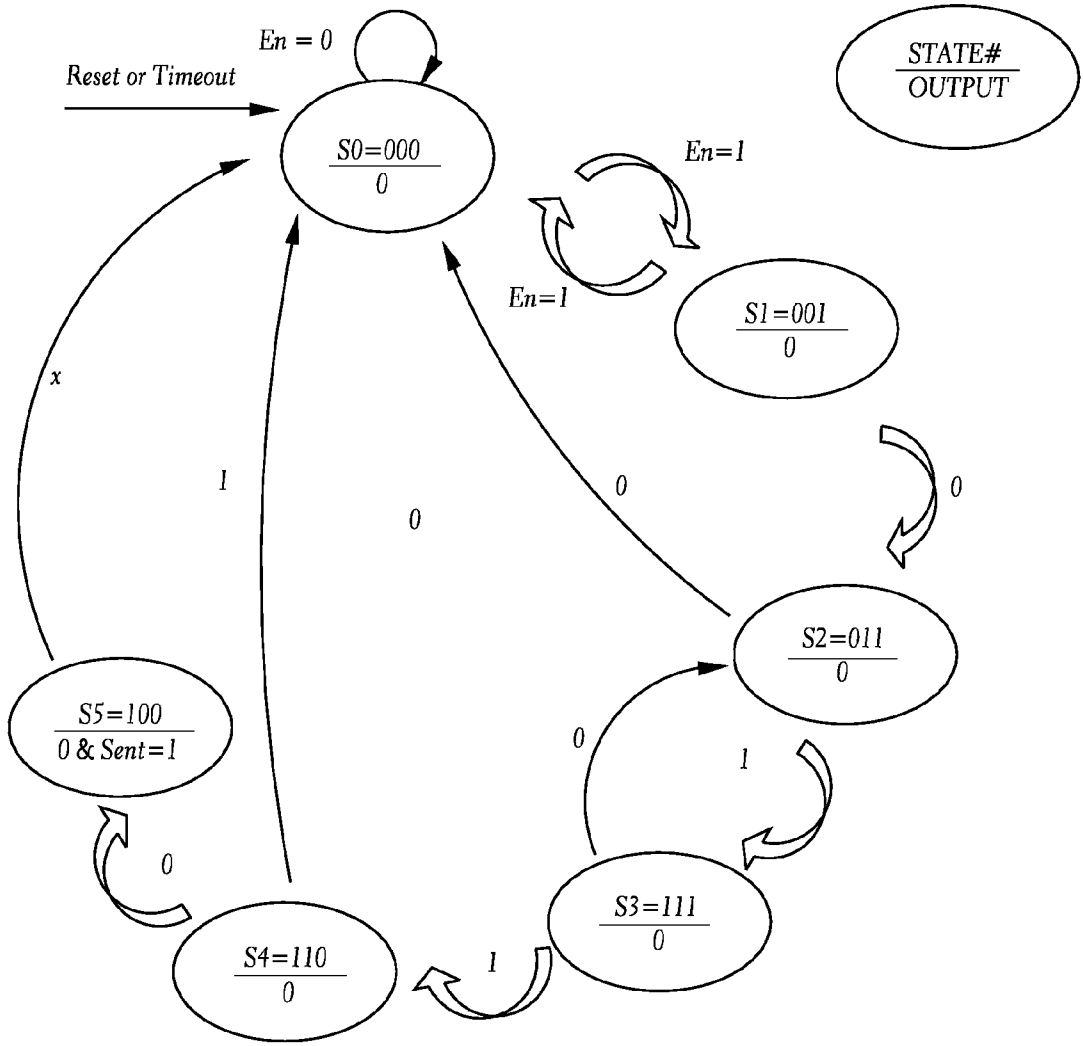 En = 0
STATE#
OUTPUT
Reset or Timeout
S0=000
0
En=1
En=1
S1=001
0
x
1
0
0
0
S2=011
0
S5=100
0 & Sent=1
0
1
0
S3=111
0
S4=110
0
1